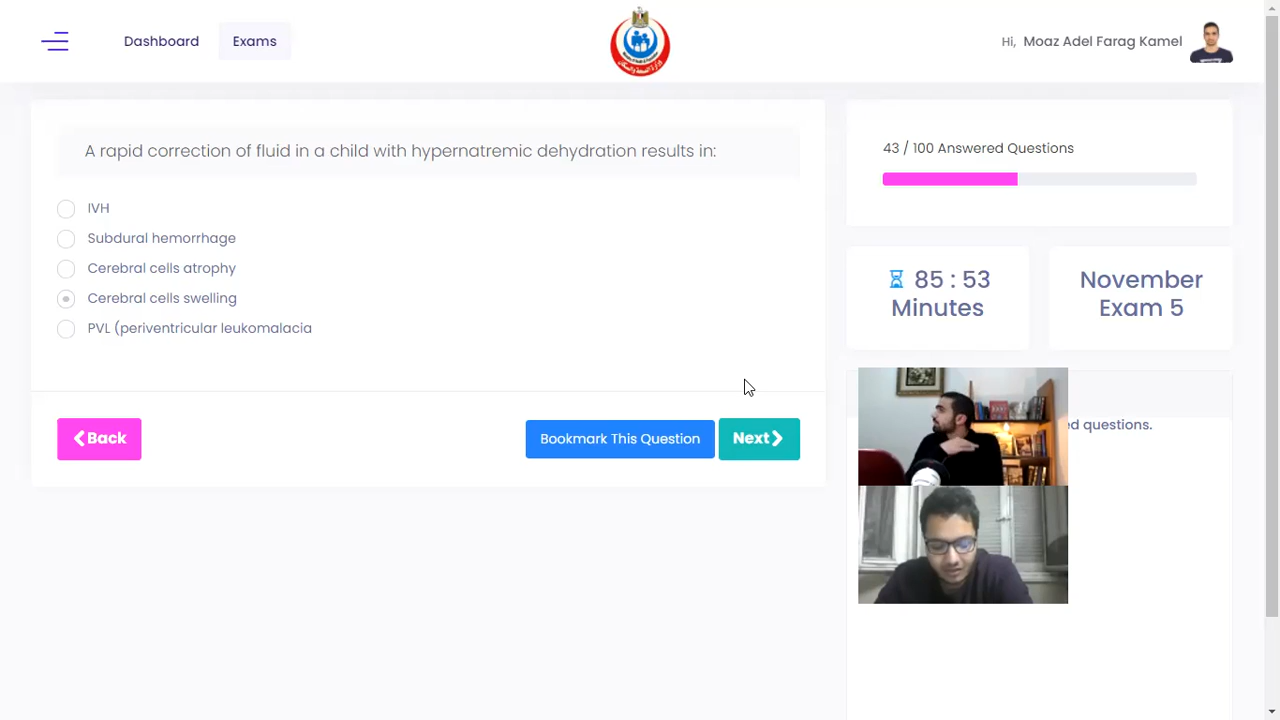 Dashboard
Exams
Hi, Moaz Adel Farag Kamel
A rapid correction of fluid in a child with hypernatremic dehydration results in:
IVH
Subdural hemorrhage
Cerebral cells atrophy
Cerebral cells swelling
PVL (periventricular leukomalacia
Back
Bookmark This Question
Next
43 / 100 Answered Questions
85 : 53
Minutes
November
Exam 5
ed questions.